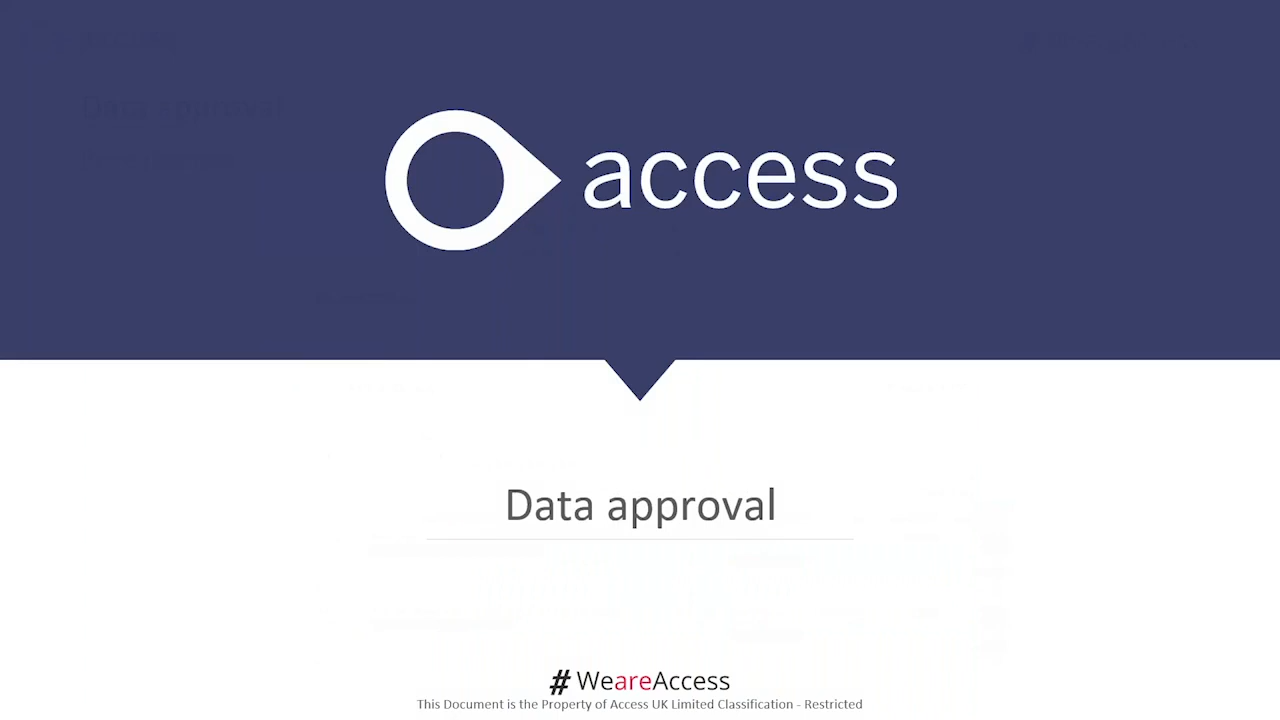 access
Data approval
# WeareAccess
This Document is the Property of Access UK Limited Classification - Restricted